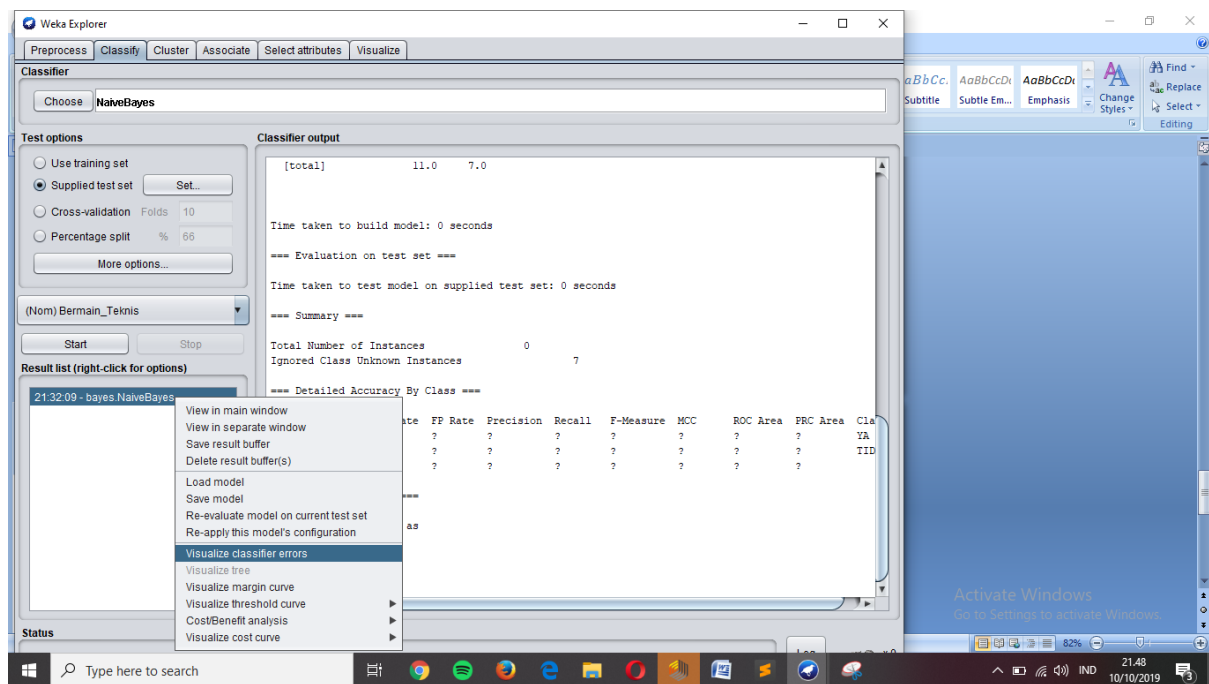 Weka Explorer
Preprocess Classify Cluster Associate Select attributes Visualize
Classifier
Choose NaiveBayes
Test options
Use training set
Supplied test set Set...
Cross-validation Folds 10
Percentage split % 66
More options...
(Nom) Bermain_Teknis
Start Stop
Result list (right-click for options)
21:32:09 - bayes.NaiveBayes
Classifier output
[total] 11.0 7.0
Time taken to build model: 0 seconds
=== Evaluation on test set ===
Time taken to test model on supplied test set: 0 seconds
=== Summary ===
Total Number of Instances 0
Ignored Class Unknown Instances 7
=== Detailed Accuracy By Class ===
ate FP Rate Precision Recall F-Measure MCC ROC Area PRC Area Cla
? ? ? ? ? ? ? YA
? ? ? ? ? ? ? TID
? ? ? ? ? ? ?
===
as
View in main window
View in separate window
Save result buffer
Delete result buffer(s)
Load model
Save model
Re-evaluate model on current test set
Re-apply this model's configuration
Visualize classifier errors
Visualize tree
Visualize margin curve
Visualize threshold curve
Cost/Benefit analysis
Visualize cost curve
Status
aBbCc. AaBbCcDt AaBbCcDt
Subtitle Subtle Em... Emphasis
Change
Styles
Find
Replace
Select
Editing
Activate Windows
Go to Settings to activate Windows.
82%
Type here to search
IND
21.48
10/10/2019
3